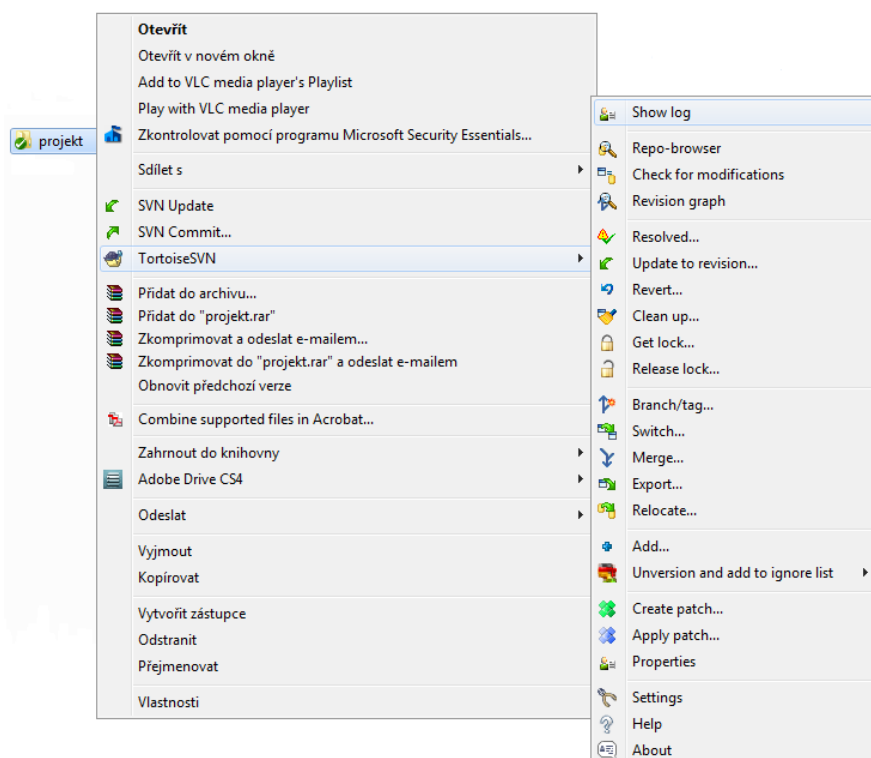 projekt
Otevřít
Otevřít v novém okně
Add to VLC media player's Playlist
Play with VLC media player
Zkontrolovat pomocí programu Microsoft Security Essentials...
Sdílet s
SVN Update
SVN Commit...
TortoiseSVN
Přidat do archivu...
Přidat do "projekt.rar"
Zkomprimovat a odeslat e-mailem...
Zkomprimovat do "projekt.rar" a odeslat e-mailem
Obnovit předchozí verze
Combine supported files in Acrobat...
Zahrnout do knihovny
Adobe Drive CS4
Odeslat
Vyjmout
Kopírovat
Vytvořit zástupce
Odstranit
Přejmenovat
Vlastnosti
Show log
Repo-browser
Check for modifications
Revision graph
Resolved...
Update to revision...
Revert...
Clean up...
Get lock...
Release lock...
Branch/tag...
Switch...
Merge...
Export...
Relocate...
Add...
Unversion and add to ignore list
Create patch...
Apply patch...
Properties
Settings
Help
About